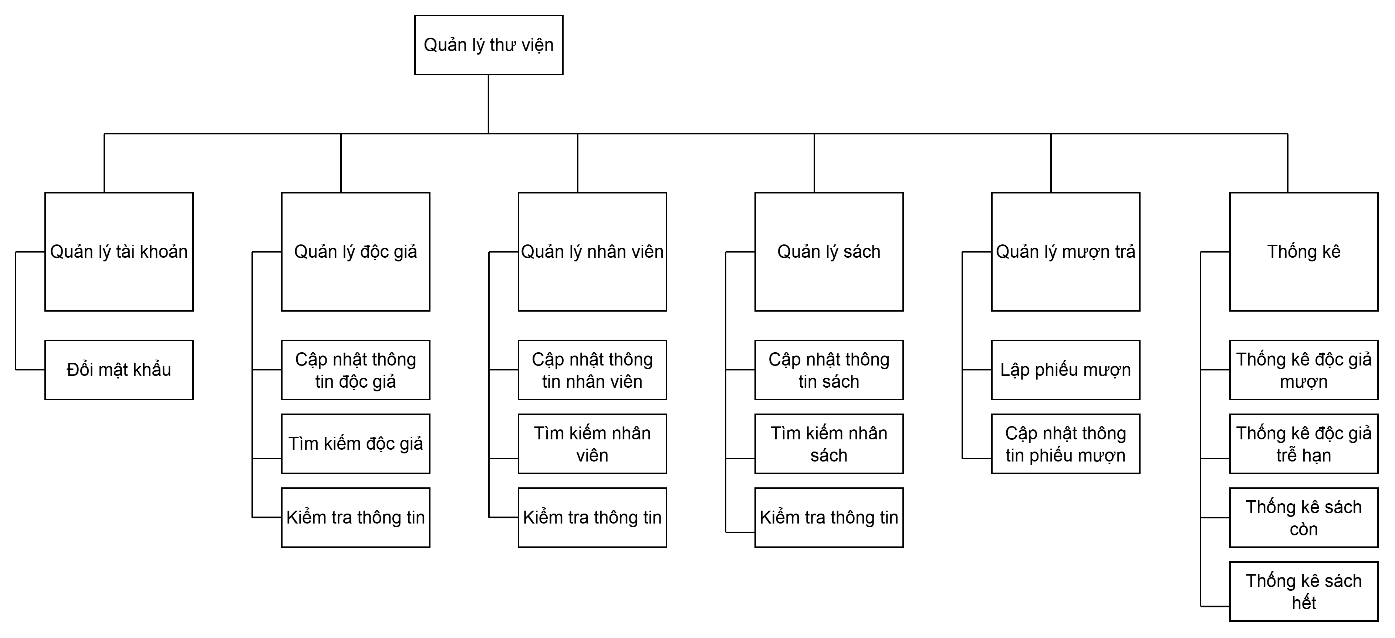 Quản lý thư viện
Quản lý tài khoản
Đổi mật khẩu
Quản lý độc giả
Cập nhật thông
tin độc giả
Tìm kiếm độc giả
Kiểm tra thông tin
Quản lý nhân viên
Cập nhật thông
tin nhân viên
Tìm kiếm nhân
viên
Kiểm tra thông tin
Quản lý sách
Cập nhật thông
tin sách
Tìm kiếm nhân
sách
Kiểm tra thông tin
Quản lý mượn trả
Lập phiếu mượn
Cập nhật thông
tin phiếu mượn
Thống kê
Thống kê độc giả
mượn
Thống kê độc giả
trễ hạn
Thống kê sách
còn
Thống kê sách
hết